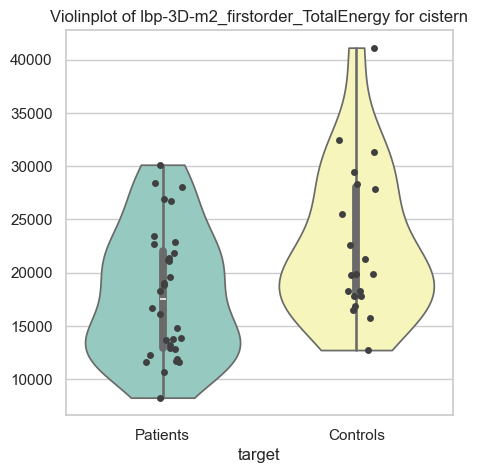 Violinplot of lbp-3D-m2_firstorder_TotalEnergy for cistern
40000
35000
30000
25000
20000
15000
10000
Patients
Controls
target